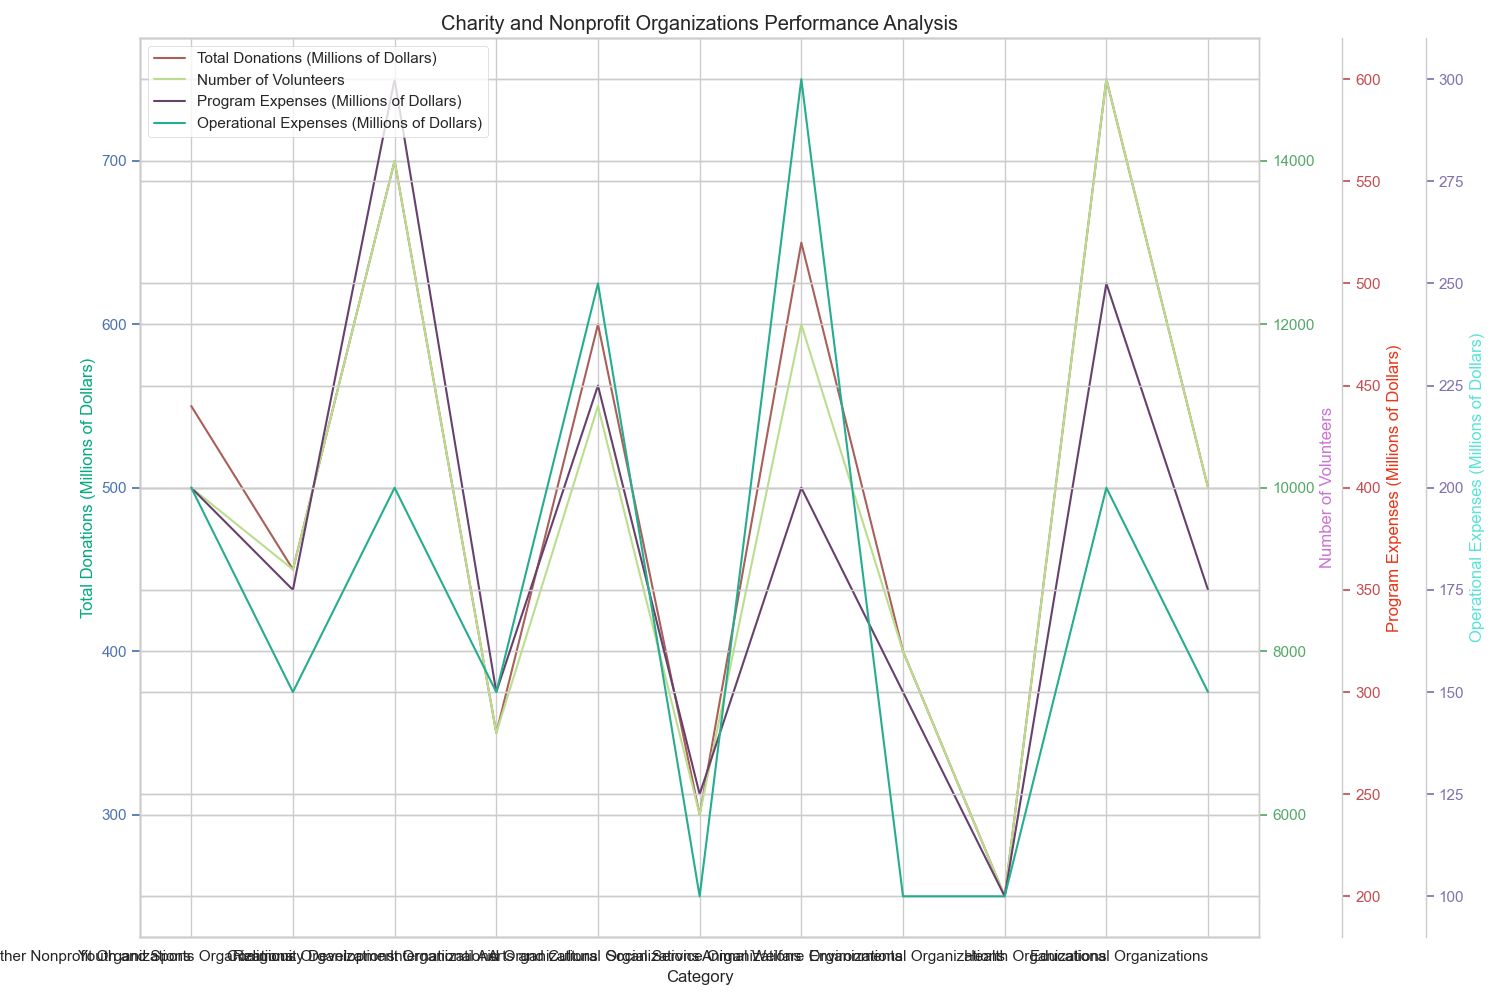 Charity and Nonprofit Organizations Performance Analysis
Total Donations (Millions of Dollars)
Number of Volunteers
Program Expenses (Millions of Dollars)
Operational Expenses (Millions of Dollars)
Total Donations (Millions of Dollars)
700
600
500
400
300
14000
12000
10000
8000
6000
Number of Volunteers
600
550
500
450
400
350
300
250
200
Program Expenses (Millions of Dollars)
300
275
250
225
200
175
150
125
100
Operational Expenses (Millions of Dollars)
ther Nonprofit Organizations
Youth and Sports Organizations
Religious Organizations
Community Development Organizations
International Aid Organizations
Arts and Cultural Organizations
Social Service Organizations
Animal Welfare Organizations
Environmental Organizations
Health Organizations
Educational Organizations
Category